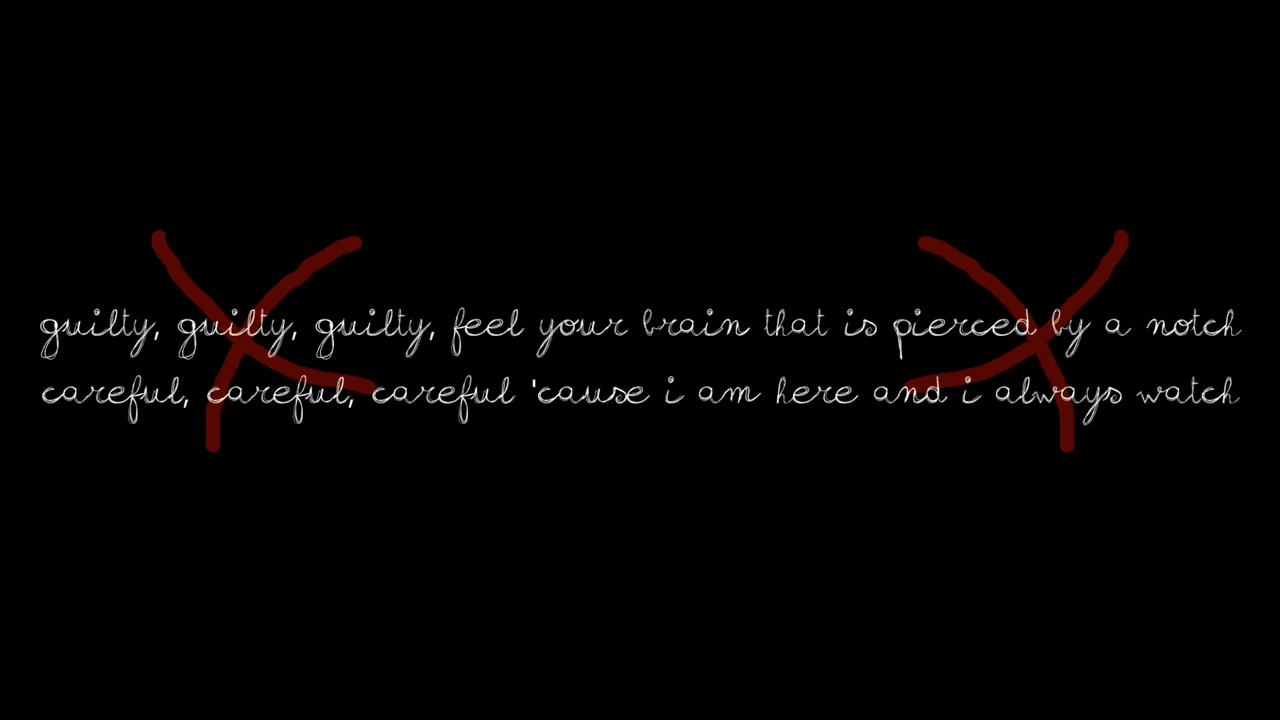 guilty, guilty, guilty, feel your brain that is pierced by a notch
careful, careful, careful 'cause i am here and i always watch